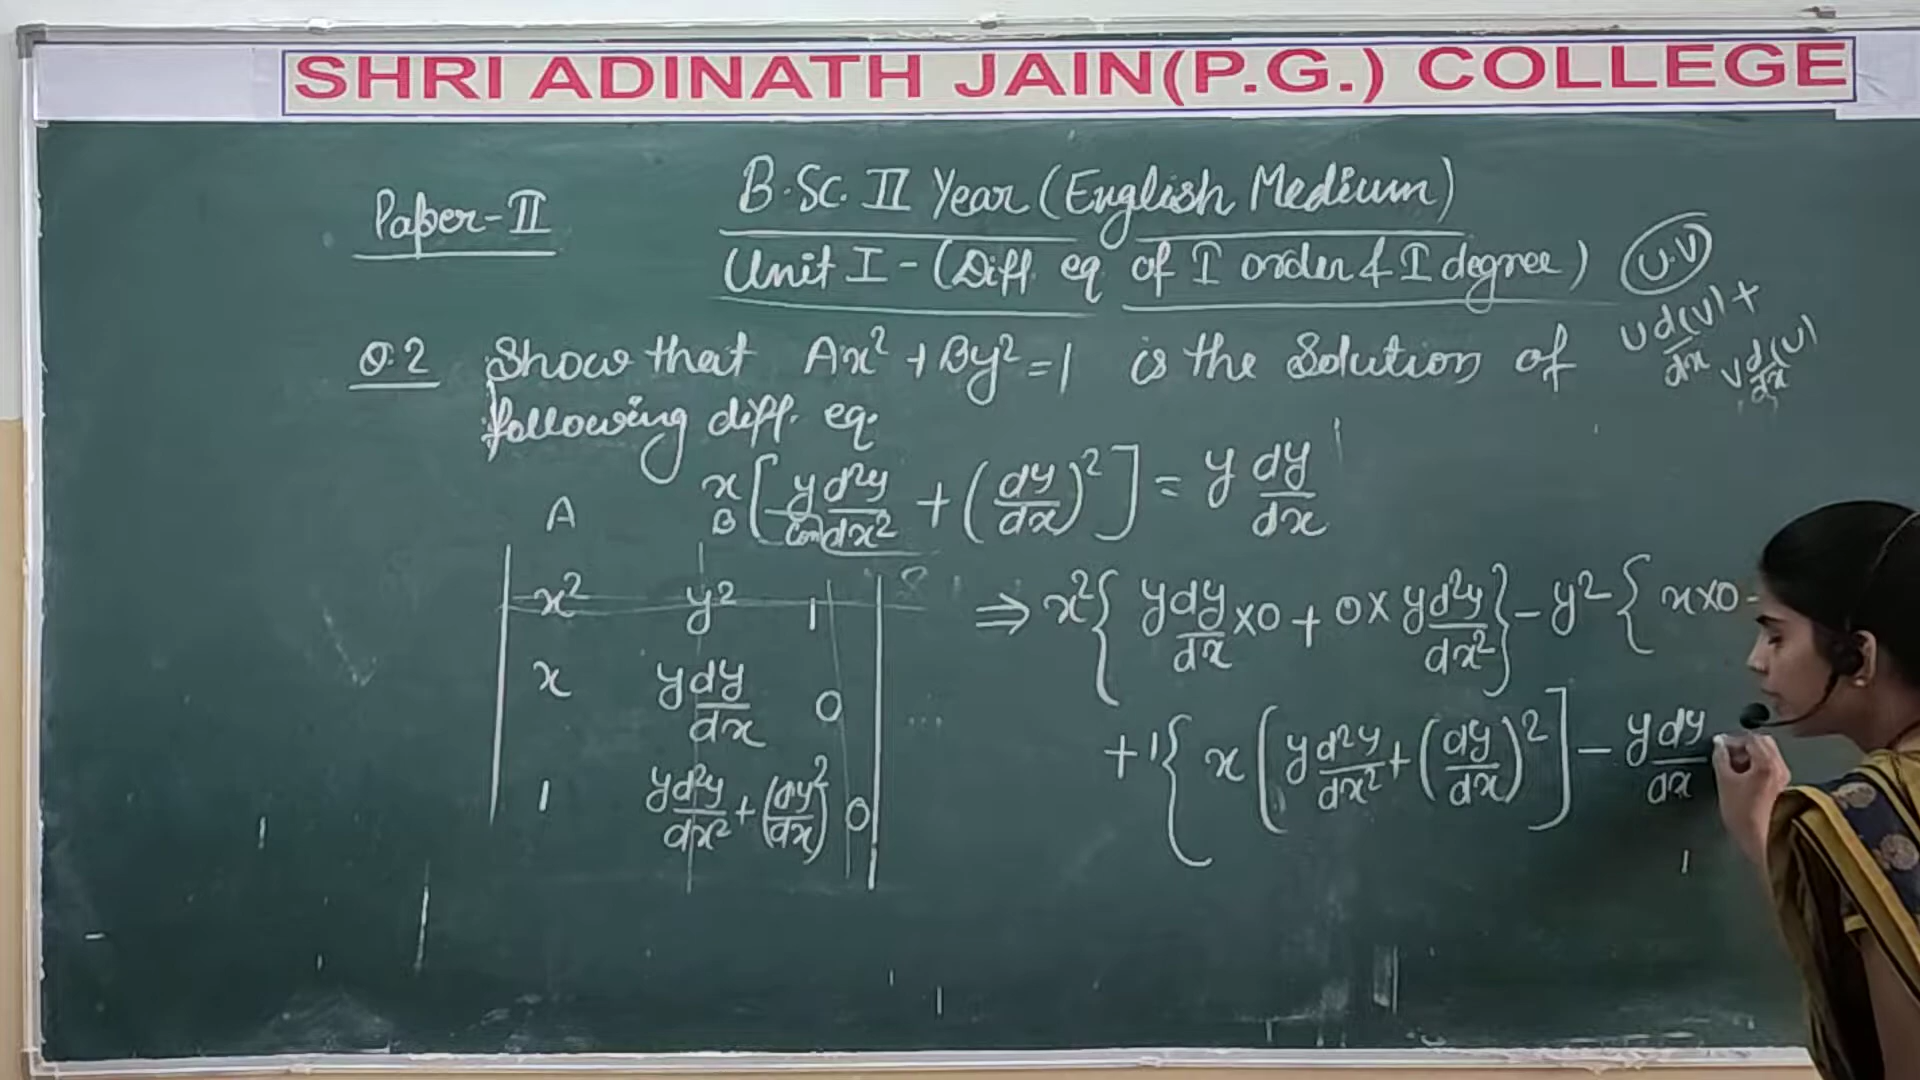 SHRI ADINATH JAIN(P.G.) COLLEGE
Paper-II
B.Sc. II Year (English Medium)
Unit I - (Diff eq of I order & I degree)
U.V
U d(V)/dx +
V d(U)/dx
Q.2 Show that Ax² + By² = 1 is the Solution of
following diff. eq.
x [y d²y/dx² + (dy/dx)²] = y dy/dx
A B Con
x² y² 1
x y dy/dx 0
1 y d²y/dx² + (dy/dx)² 0
⇒ x² { y dy/dx × 0 + 0 × y d²y/dx² } - y² { x × 0 -
+ 1 { x [ y d²y/dx² + (dy/dx)² ] - y dy/dx